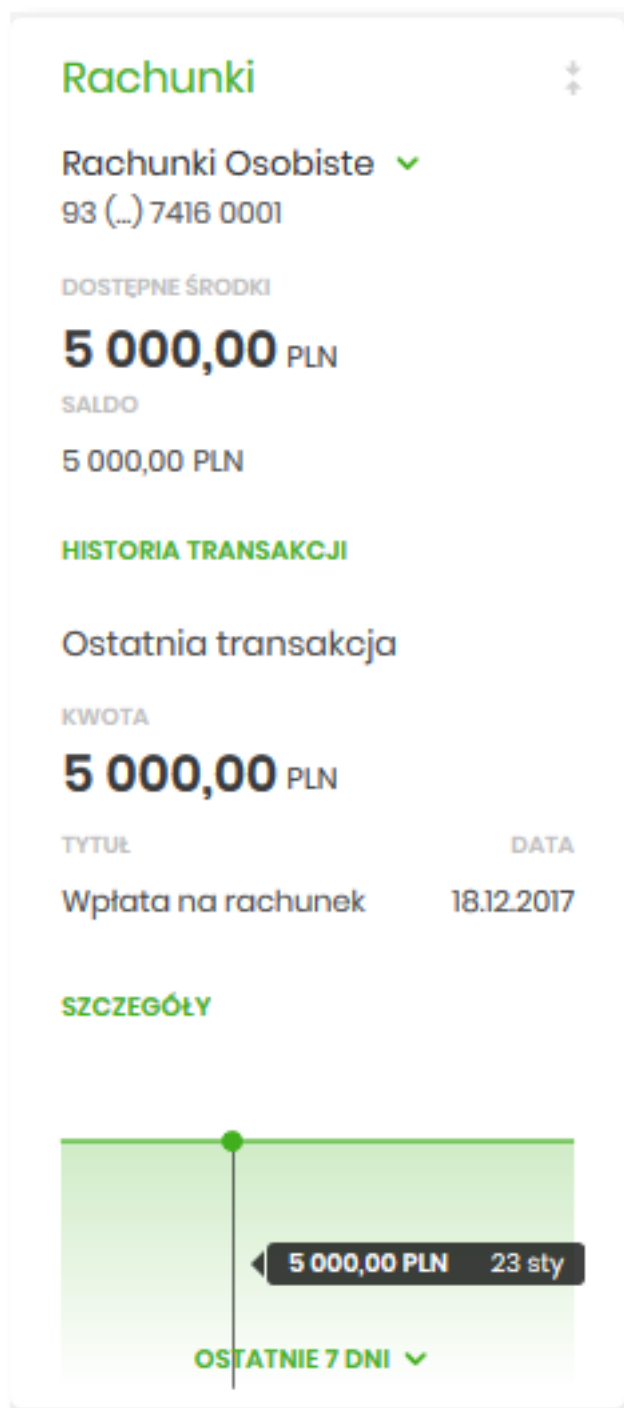 Rachunki
Rachunki Osobiste
93 (...) 7416 0001
DOSTĘPNE ŚRODKI
5 000,00 PLN
SALDO
5 000,00 PLN
HISTORIA TRANSAKCJI
Ostatnia transakcja
KWOTA
5 000,00 PLN
TYTUŁ DATA
Wpłata na rachunek 18.12.2017
SZCZEGÓŁY
5 000,00 PLN 23 sty
OSTATNIE 7 DNI